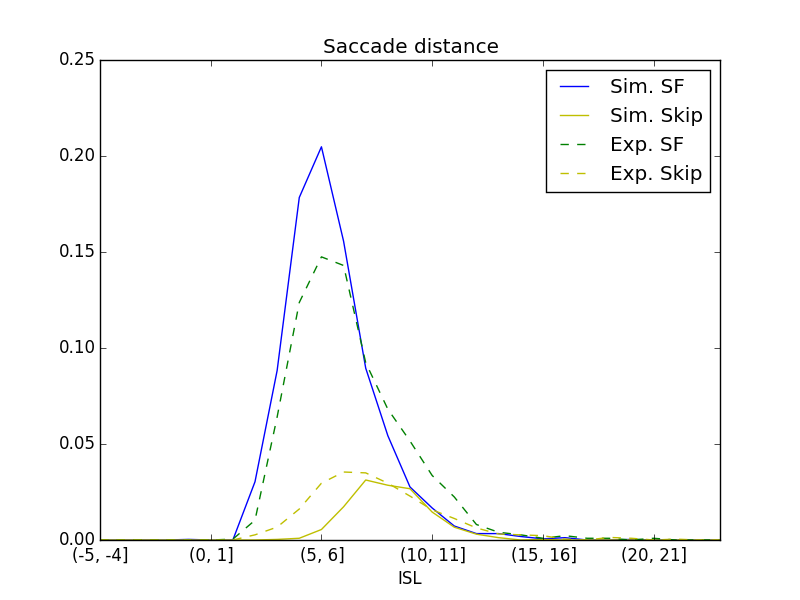 Saccade distance
0.25
0.20
0.15
0.10
0.05
0.00
Sim. SF
Sim. Skip
Exp. SF
Exp. Skip
(-5, -4] (0, 1] (5, 6] (10, 11] (15, 16] (20, 21]
ISL